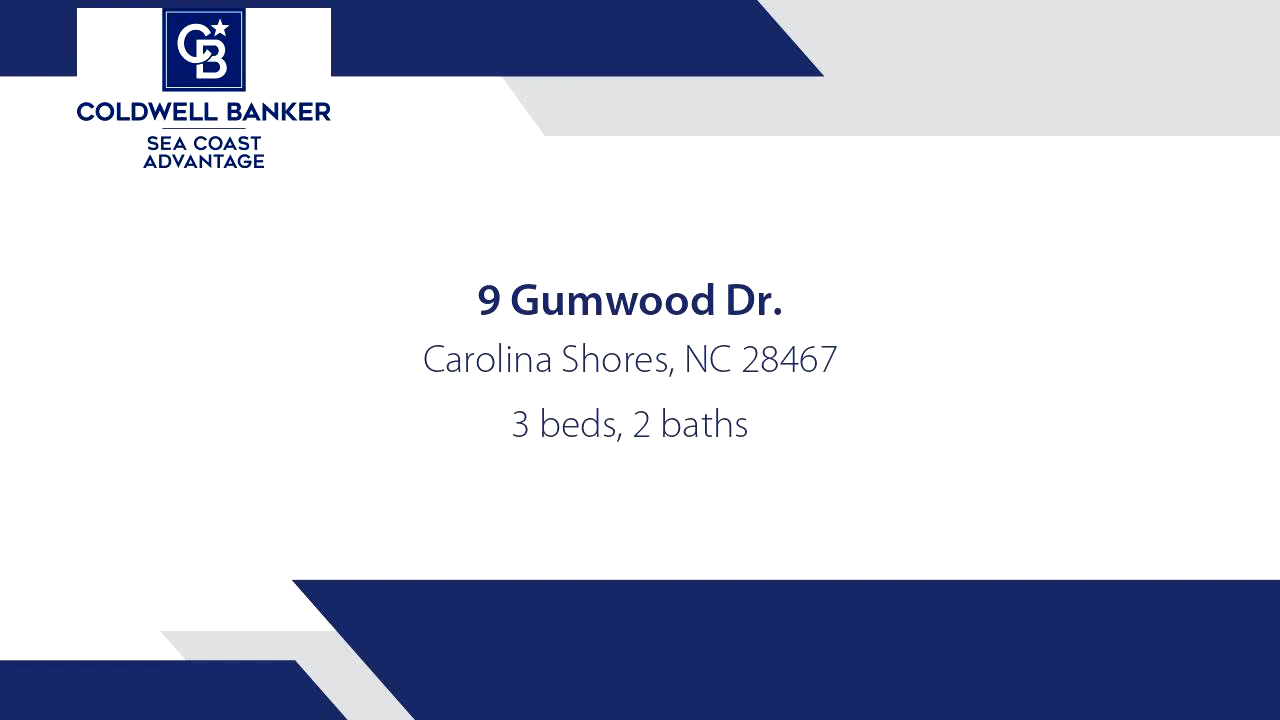 CB
COLDWELL BANKER
SEA COAST
ADVANTAGE
9 Gumwood Dr.
Carolina Shores, NC 28467
3 beds, 2 baths